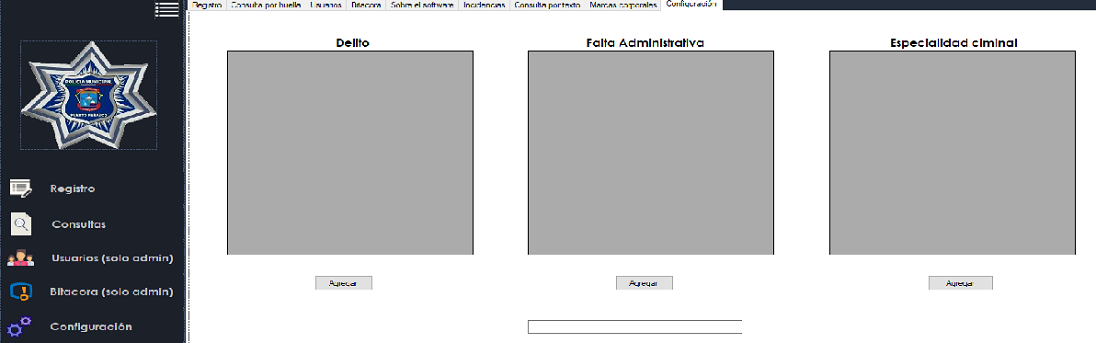 Registro Consulta por huella Usuarios Bitacora Sobre el software Incidencias Consulta por texto Marcas corporales Configuración
Delito Falta Administrativa Especialidad ciminal
POLICIA MUNICIPAL
PUERTO PEÑASCO
Registro
Consultas
Usuarios (solo admin)
Bitacora (solo admin)
Configuración
Agregar Agregar Agregar